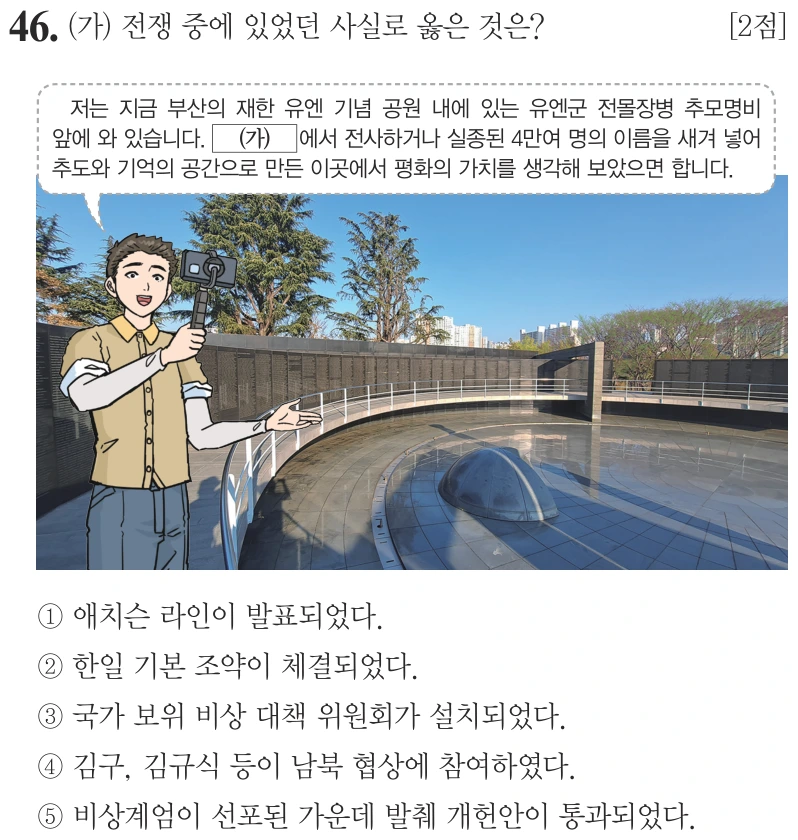 46. (가) 전쟁 중에 있었던 사실로 옳은 것은? [2점]
저는 지금 부산의 재한 유엔 기념 공원 내에 있는 유엔군 전몰장병 추모명비
앞에 와 있습니다. (가) 에서 전사하거나 실종된 4만여 명의 이름을 새겨 넣어
추도와 기억의 공간으로 만든 이곳에서 평화의 가치를 생각해 보았으면 합니다.
① 애치슨 라인이 발표되었다.
② 한일 기본 조약이 체결되었다.
③ 국가 보위 비상 대책 위원회가 설치되었다.
④ 김구, 김규식 등이 남북 협상에 참여하였다.
⑤ 비상계엄이 선포된 가운데 발췌 개헌안이 통과되었다.